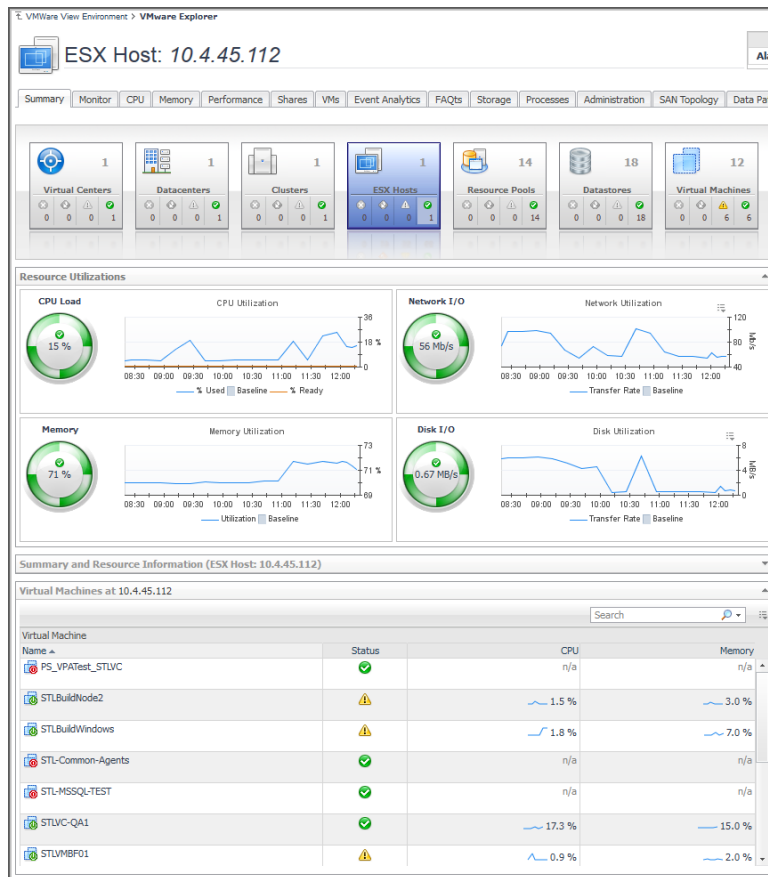 VMWare View Environment > VMware Explorer
ESX Host: 10.4.45.112
Summary Monitor CPU Memory Performance Shares VMs Event Analytics FAQts Storage Processes Administration SAN Topology
1 1 1 1 14 18 12
Virtual Centers Datacenters Clusters ESX Hosts Resource Pools Datastores Virtual Machines
0 0 0 1 0 0 0 1 0 0 0 1 0 0 0 1 0 0 0 14 0 0 0 18 0 0 6 6
Resource Utilizations
CPU Load
15 %
CPU Utilization
36
18 %
0
08:30 09:00 09:30 10:00 10:30 11:00 11:30 12:00
% Used Baseline % Ready
Network I/O
56 Mb/s
Network Utilization
120
80 Mb/s
40
08:30 09:00 09:30 10:00 10:30 11:00 11:30 12:00
Transfer Rate Baseline
Memory
71 %
Memory Utilization
73
71 %
69
08:30 09:00 09:30 10:00 10:30 11:00 11:30 12:00
Utilization Baseline
Disk I/O
0.67 MB/s
Disk Utilization
8
4 MB/s
0
08:30 09:00 09:30 10:00 10:30 11:00 11:30 12:00
Transfer Rate Baseline
Summary and Resource Information (ESX Host: 10.4.45.112)
Virtual Machines at 10.4.45.112
Search
Virtual Machine
Name Status CPU Memory
PS_VPATest_STLVC n/a n/a
STLBuildNode2 1.5 % 3.0 %
STLBuildWindows 1.8 % 7.0 %
STL-Common-Agents n/a n/a
STL-MSSQL-TEST n/a n/a
STLVC-QA1 17.3 % 15.0 %
STLVMBF01 0.9 % 2.0 %